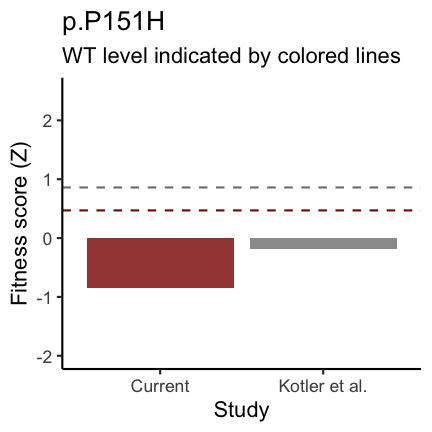 p.P151H
WT level indicated by colored lines
Fitness score (Z)
2
1
0
-1
-2
Current
Kotler et al.
Study